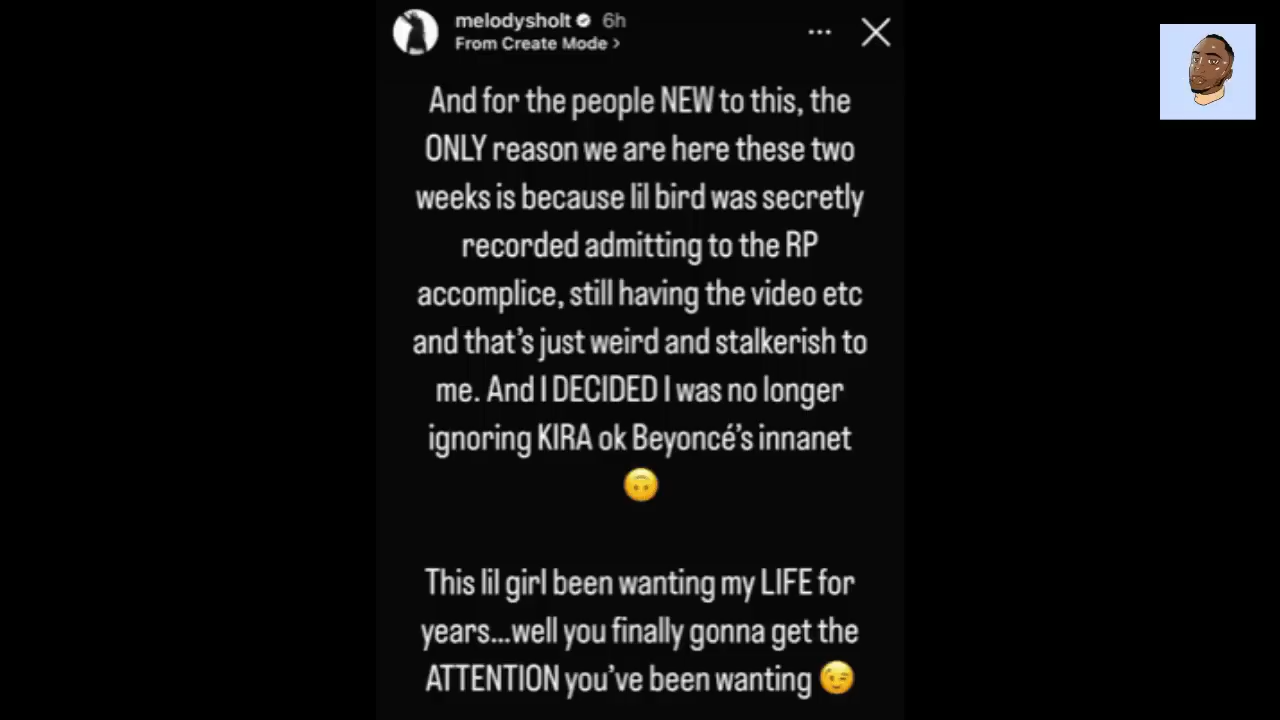 melodysholt 6h
From Create Mode >
And for the people NEW to this, the
ONLY reason we are here these two
weeks is because lil bird was secretly
recorded admitting to the RP
accomplice, still having the video etc
and that's just weird and stalkerish to
me. And I DECIDED I was no longer
ignoring KIRA ok Beyoncé's innanet
🙃
This lil girl been wanting my LIFE for
years...well you finally gonna get the
ATTENTION you've been wanting 😉